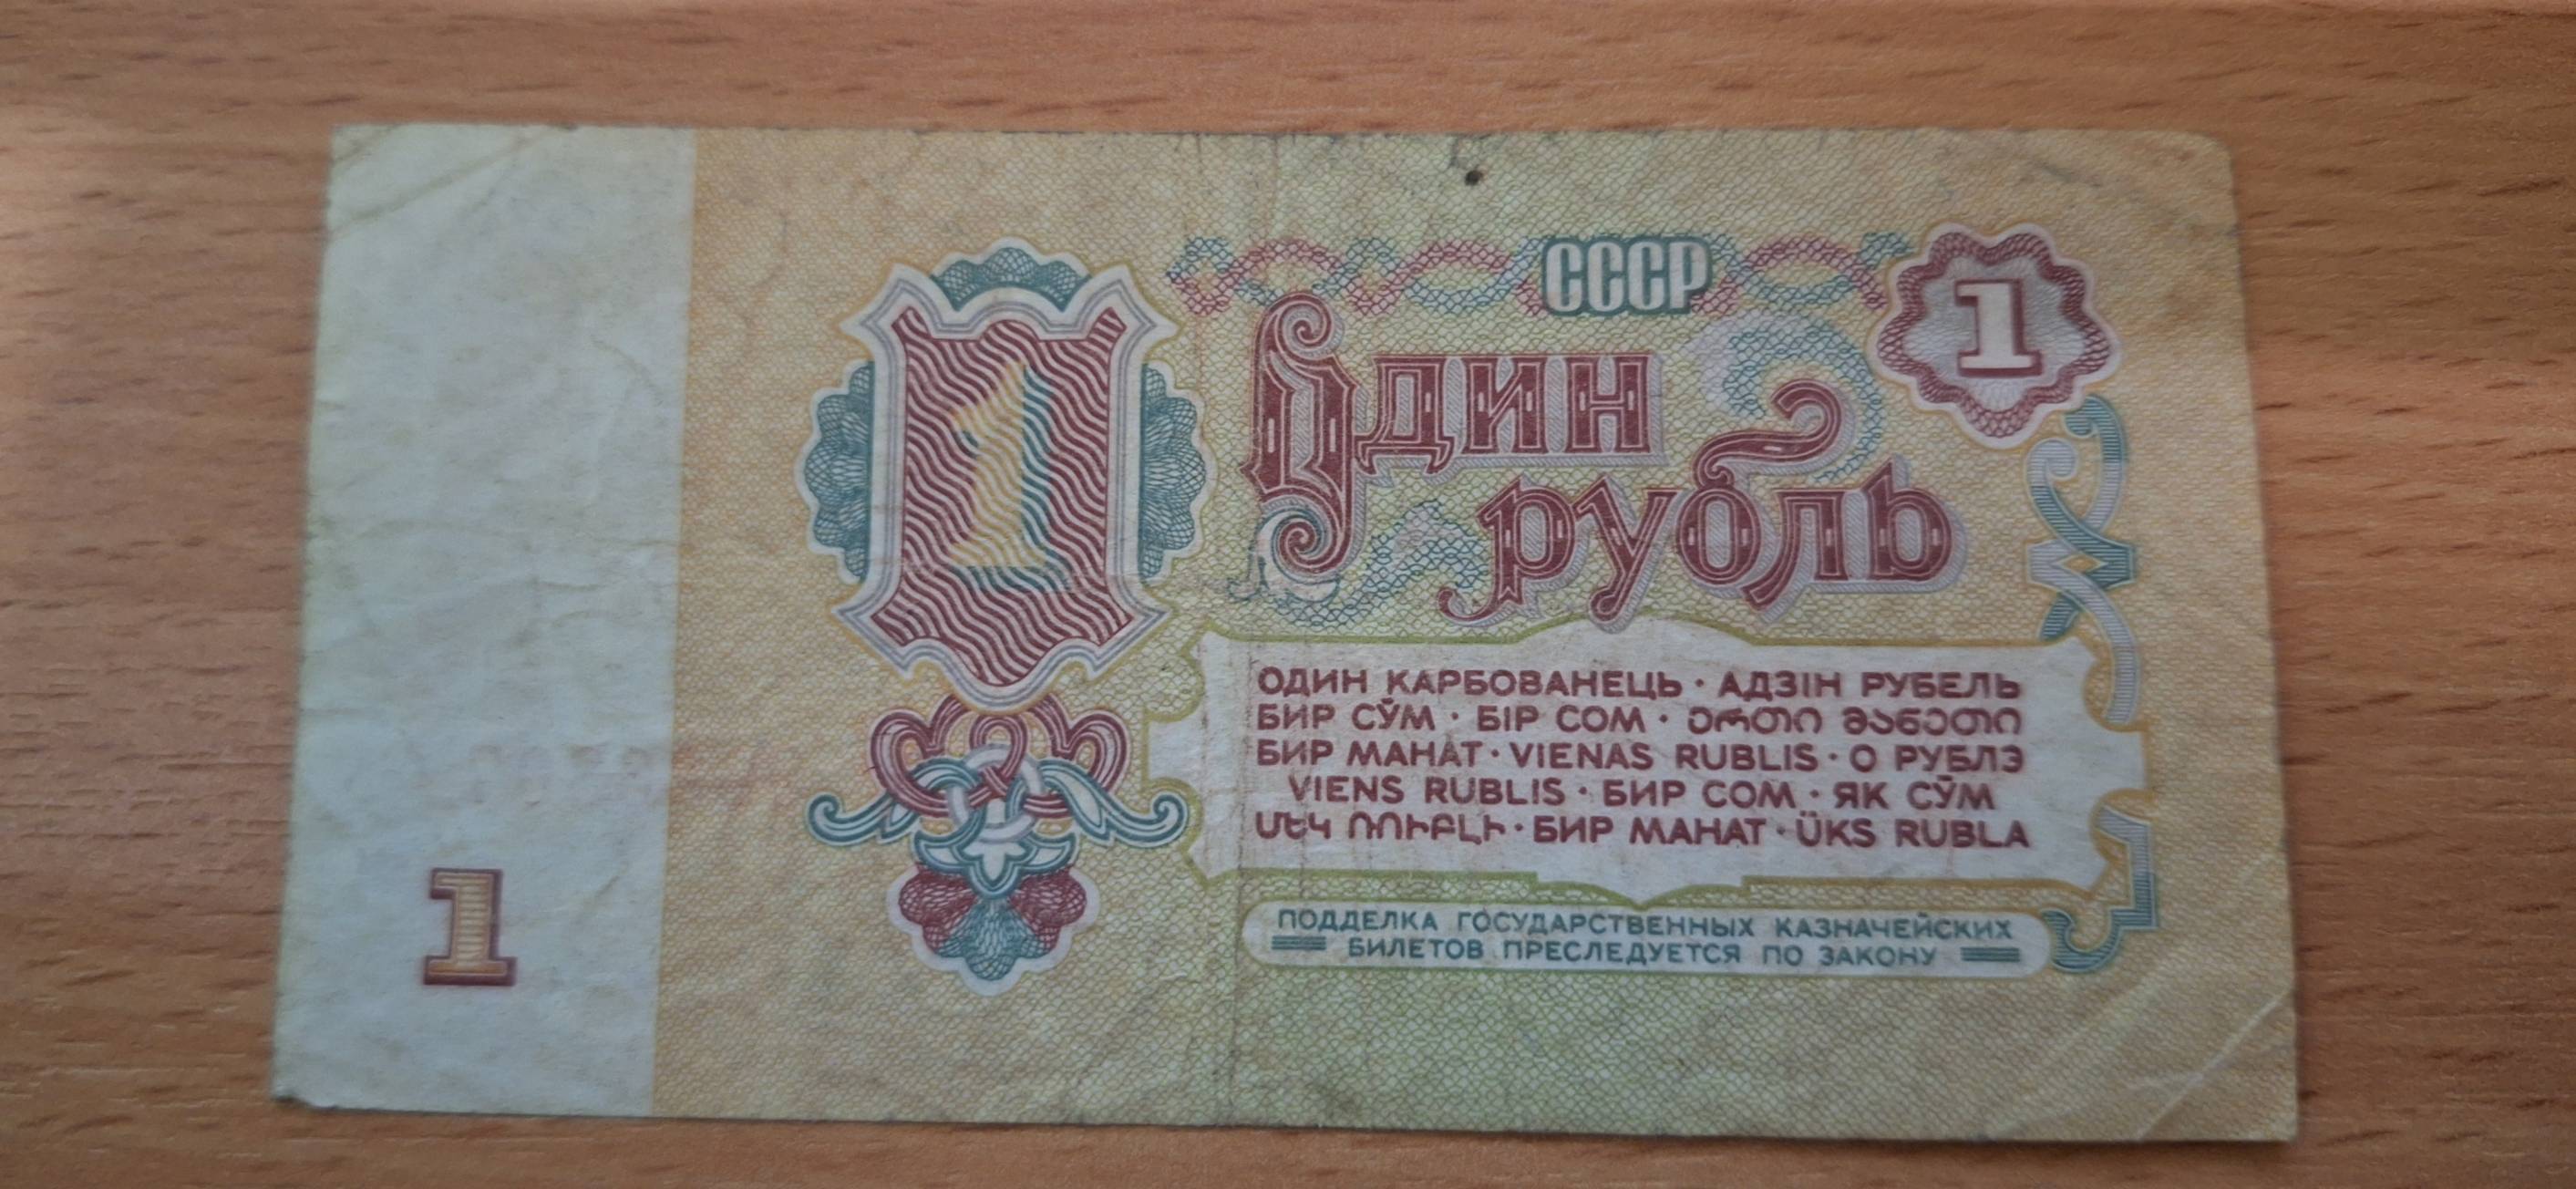 СССР
1
1
Один
рубль
ОДИН КАРБОВАНЕЦЬ · АДЗІН РУБЕЛЬ
БИР СЎМ · БІР СОМ · ᲔᲠᲗᲘ ᲛᲐᲜᲔᲗᲘ
БИР МАНАТ · VIENAS RUBLIS · О РУБЛЭ
VIENS RUBLIS · БИР СОМ · ЯК СӮМ
ՄԵԿ ՌՈՒԲԼԻ · БИР МАНАТ · ÜKS RUBLA
ПОДДЕЛКА ГОСУДАРСТВЕННЫХ КАЗНАЧЕЙСКИХ
БИЛЕТОВ ПРЕСЛЕДУЕТСЯ ПО ЗАКОНУ
1